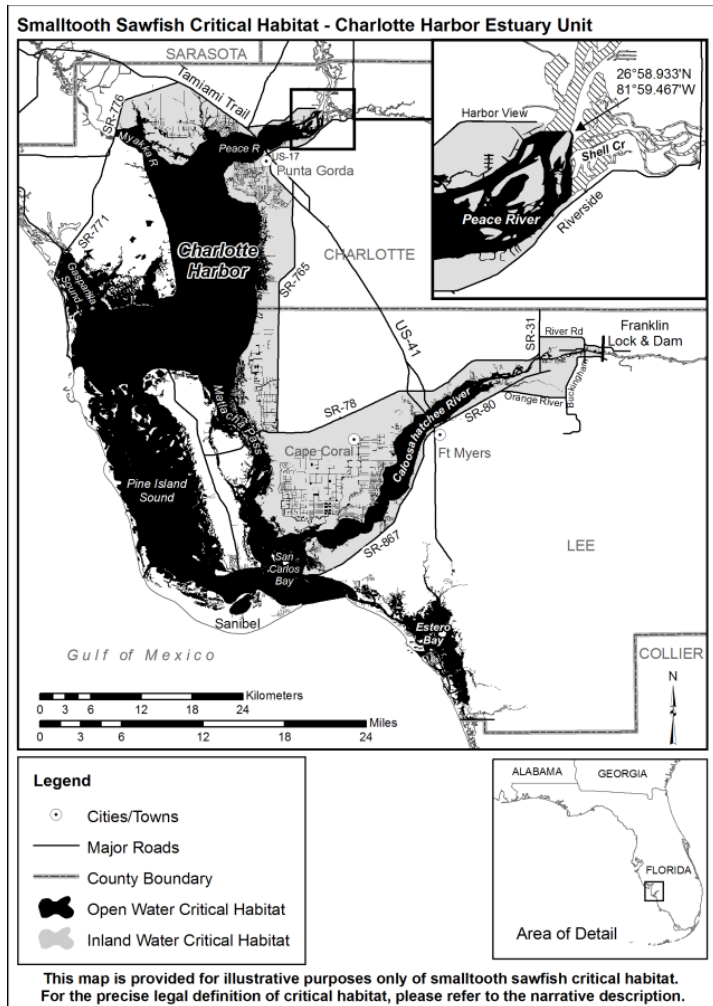 Smalltooth Sawfish Critical Habitat - Charlotte Harbor Estuary Unit
SARASOTA
Tamiami Trail
SR-776
Myakka R
Peace R
US-17
Punta Gorda
26°58.933'N
81°59.467'W
Harbor View
Shell Cr
Peace River
Riverside
SR-771
Gasparilla
Sound
Charlotte
Harbor
CHARLOTTE
SR-765
US-41
SR-31
River Rd
Franklin
Lock & Dam
Buckingham
Orange River
SR-78
SR-80
Matlacha Pass
Caloosahatchee River
Cape Coral
Ft Myers
Pine Island
Sound
SR-867
San
Carlos
Bay
LEE
Sanibel
Estero
Bay
Gulf of Mexico
COLLIER
N
Kilometers
0 3 6 12 18 24
Miles
0 3 6 12 18 24
Legend
Cities/Towns
Major Roads
County Boundary
Open Water Critical Habitat
Inland Water Critical Habitat
ALABAMA
GEORGIA
FLORIDA
Area of Detail
This map is provided for illustrative purposes only of smalltooth sawfish critical habitat.
For the precise legal definition of critical habitat, please refer to the narrative description.